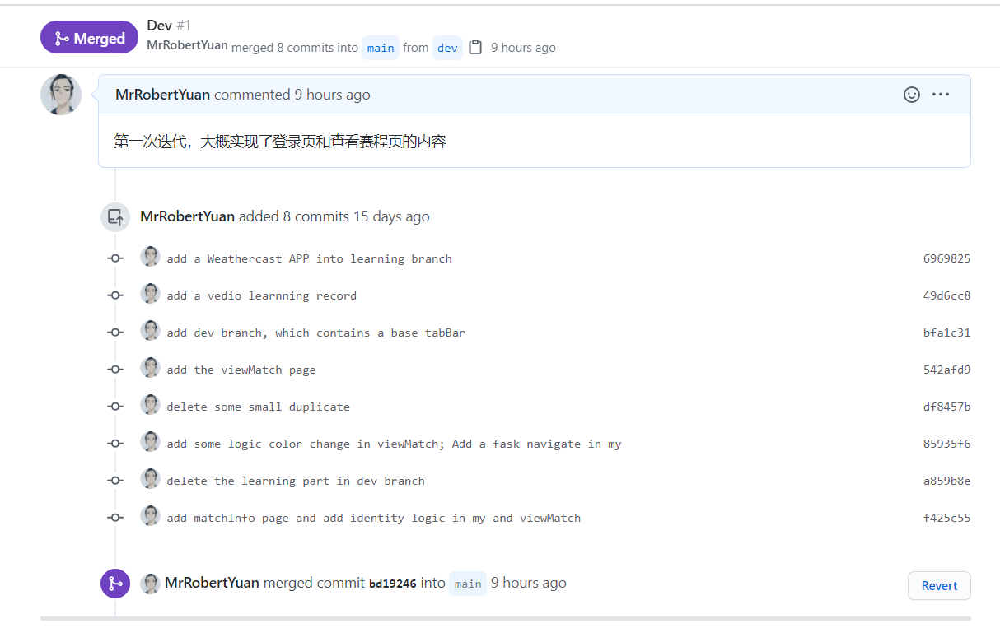 Merged
Dev #1
MrRobertYuan merged 8 commits into main from dev 9 hours ago
MrRobertYuan commented 9 hours ago
第一次迭代，大概实现了登录页和查看赛程页的内容
MrRobertYuan added 8 commits 15 days ago
add a Weathercast APP into learning branch 6969825
add a vedio learnning record 49d6cc8
add dev branch, which contains a base tabBar bfa1c31
add the viewMatch page 542afd9
delete some small duplicate df8457b
add some logic color change in viewMatch; Add a fask navigate in my 85935f6
delete the learning part in dev branch a859b8e
add matchInfo page and add identity logic in my and viewMatch f425c55
MrRobertYuan merged commit bd19246 into main 9 hours ago
Revert